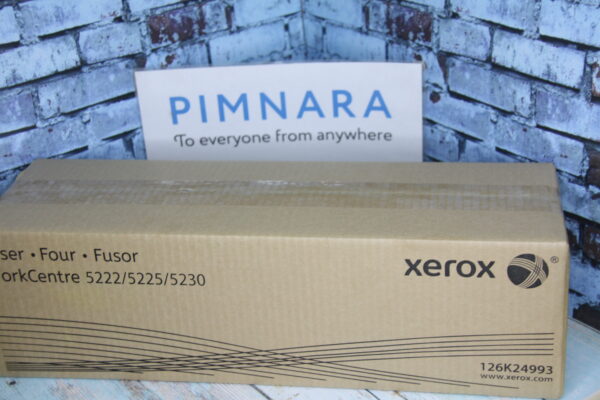 PIMNARA
To everyone from anywhere
ser • Four • Fusor
orkCentre 5222/5225/5230
xerox ®
126K24993
www.xerox.com